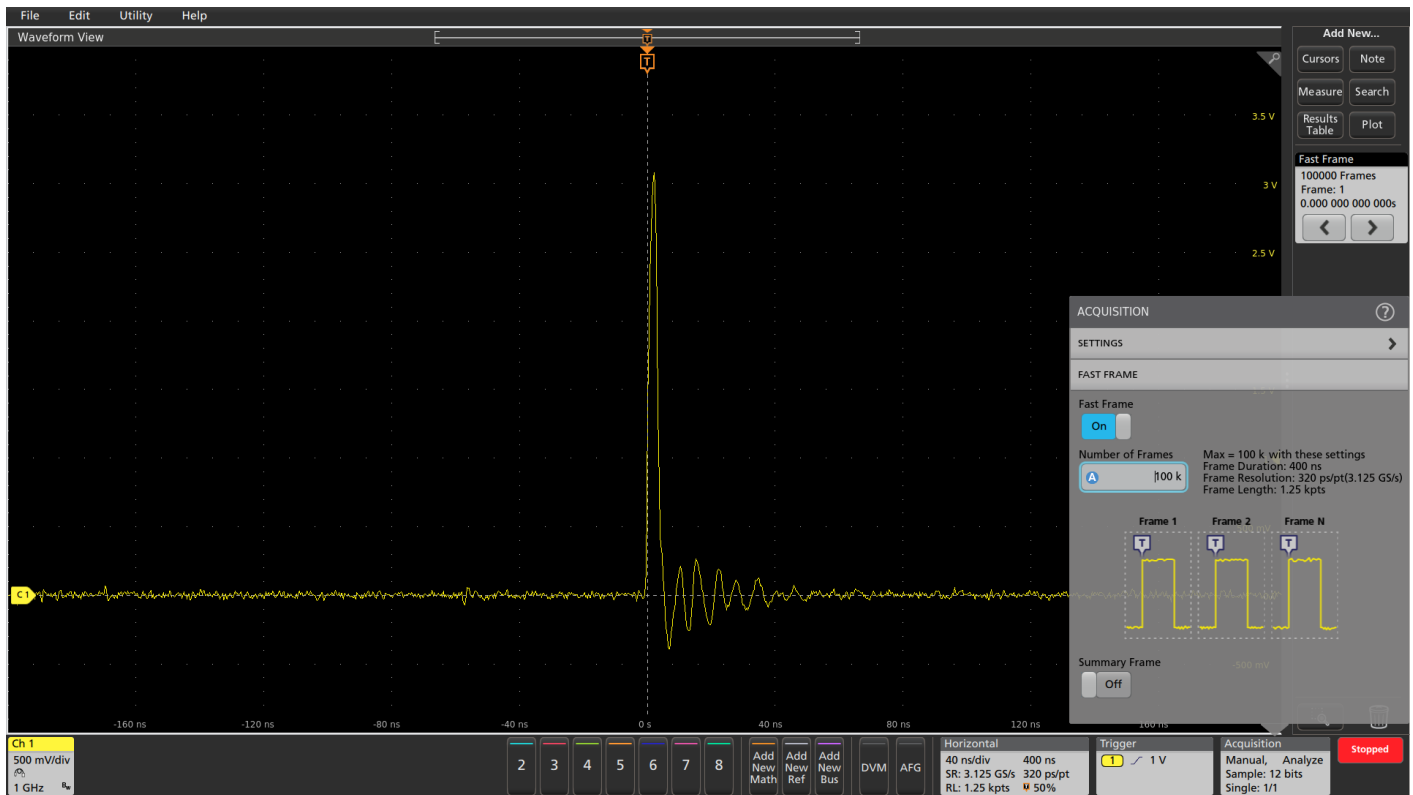 File Edit Utility Help
Waveform View
T
T
3.5 V
3 V
2.5 V
-500 mV
C 1
-160 ns -120 ns -80 ns -40 ns 0 s 40 ns 80 ns 120 ns 160 ns
Add New...
Cursors Note
Measure Search
Results Table Plot
Fast Frame
100000 Frames
Frame: 1
0.000 000 000 000s
ACQUISITION ?
SETTINGS
FAST FRAME
Fast Frame
On
Number of Frames
A 100 k
Max = 100 k with these settings
Frame Duration: 400 ns
Frame Resolution: 320 ps/pt(3.125 GS/s)
Frame Length: 1.25 kpts
Frame 1 Frame 2 Frame N
T T T
Summary Frame
Off
Ch 1
500 mV/div
1 GHz Bw
2 3 4 5 6 7 8
Add New Math
Add New Ref
Add New Bus
DVM AFG
Horizontal
40 ns/div 400 ns
SR: 3.125 GS/s 320 ps/pt
RL: 1.25 kpts 50%
Trigger
1 1 V
Acquisition
Manual, Analyze
Sample: 12 bits
Single: 1/1
Stopped